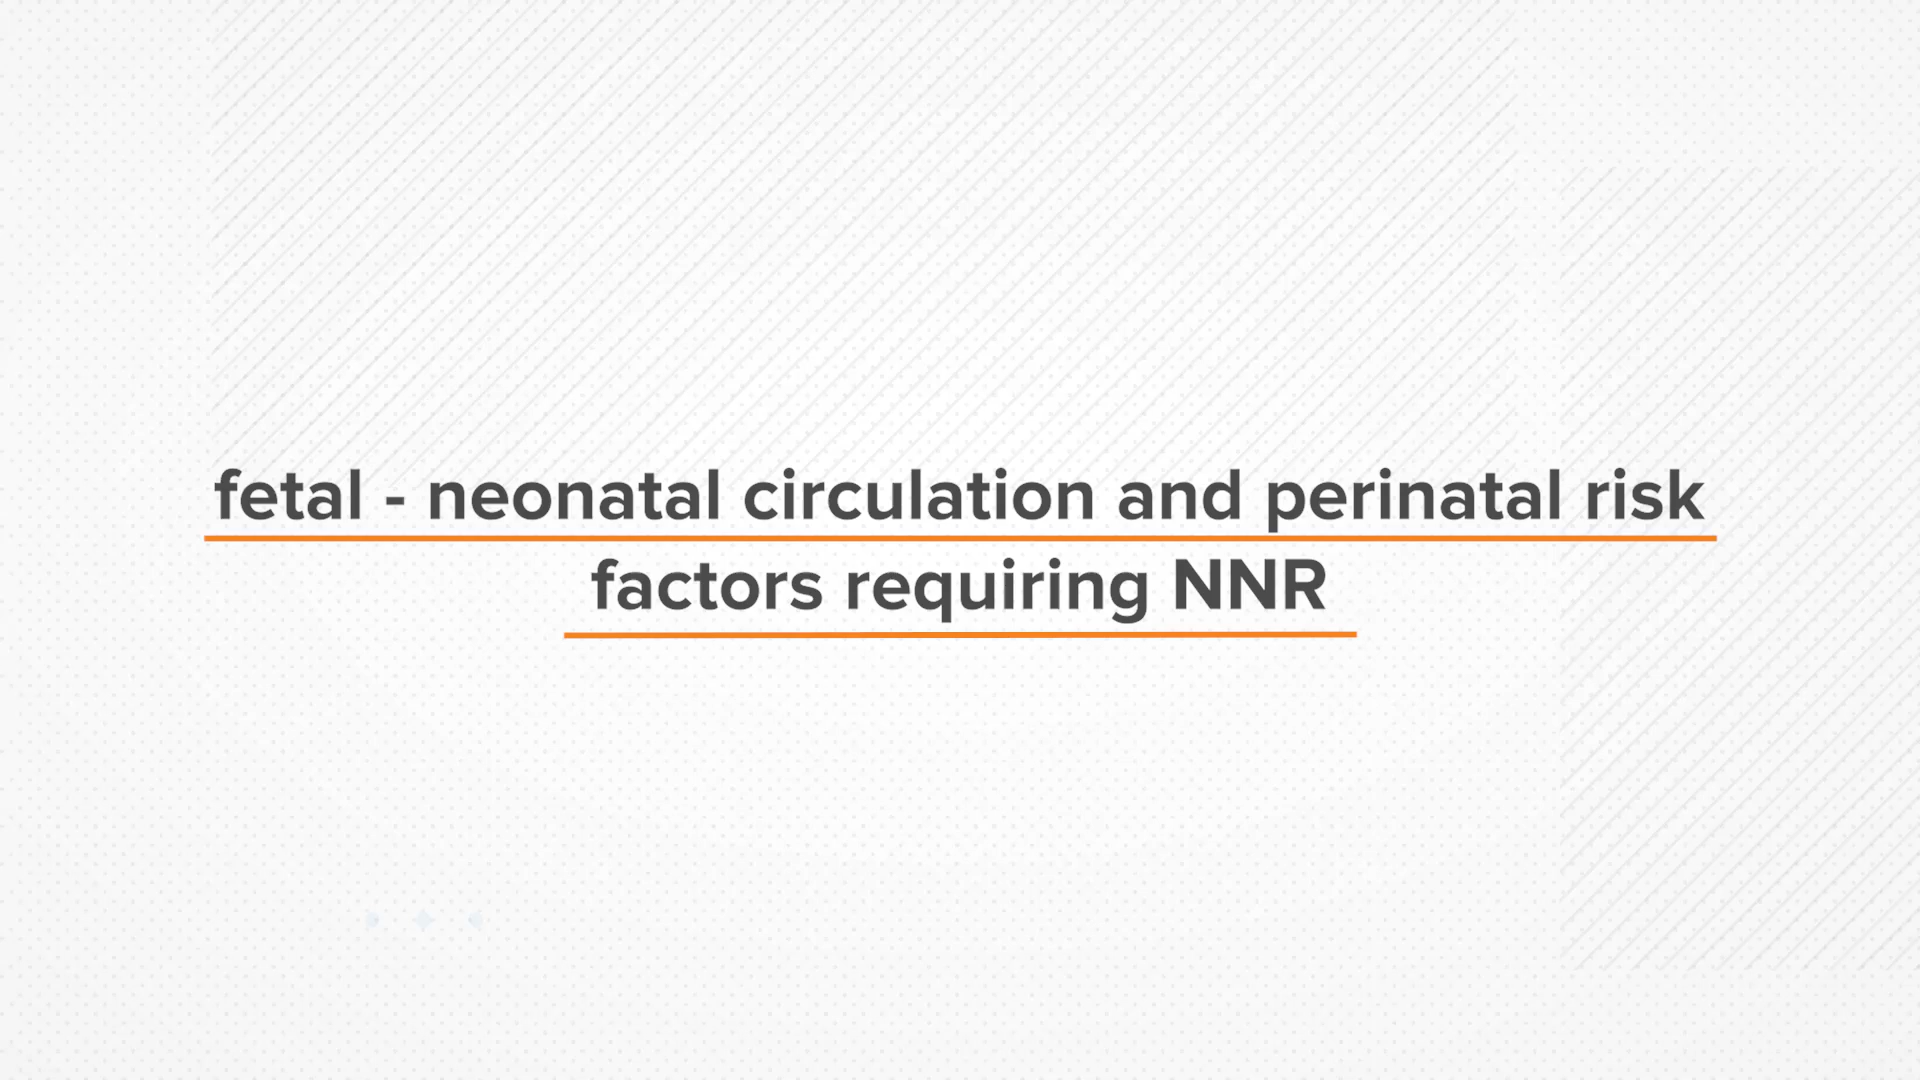 fetal - neonatal circulation and perinatal risk
factors requiring NNR